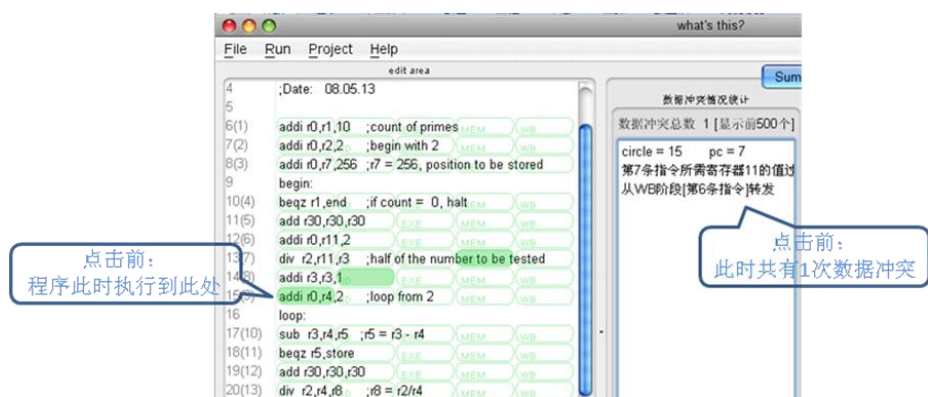 what's this?
File Run Project Help
edit area
Sum
4 ;Date: 08.05.13
5
6(1) addi r0,r1,10 ;count of primes MEM WB
7(2) addi r0,r2,2 ;begin with 2 MEM WB
8(3) addi r0,r7,256 ;r7 = 256, position to be stored
9 begin:
10(4) beqz r1,end ;if count = 0, halt MEM WB
11(5) add r30,r30,r30 EXE MEM WB
12(6) addi r0,r11,2 EXE MEM WB
13(7) div r2,r11,r3 ;half of the number to be tested
14(8) addi r3,r3,1
15(9) addi r0,r4,2 ;loop from 2
16 loop:
17(10) sub r3,r4,r5 ;r5 = r3 - r4 MEM WB
18(11) beqz r5,store EXE MEM WB
19(12) add r30,r30,r30 EXE MEM WB
20(13) div r2,r4,r8 ;r8 = r2/r4 MEM WB
数据冲突情况统计
数据冲突总数 1 [显示前500个]
circle = 15 pc = 7
第7条指令所需寄存器11的值过
从WB阶段[第6条指令]转发
点击前：
程序此时执行到此处
点击前：
此时共有1次数据冲突